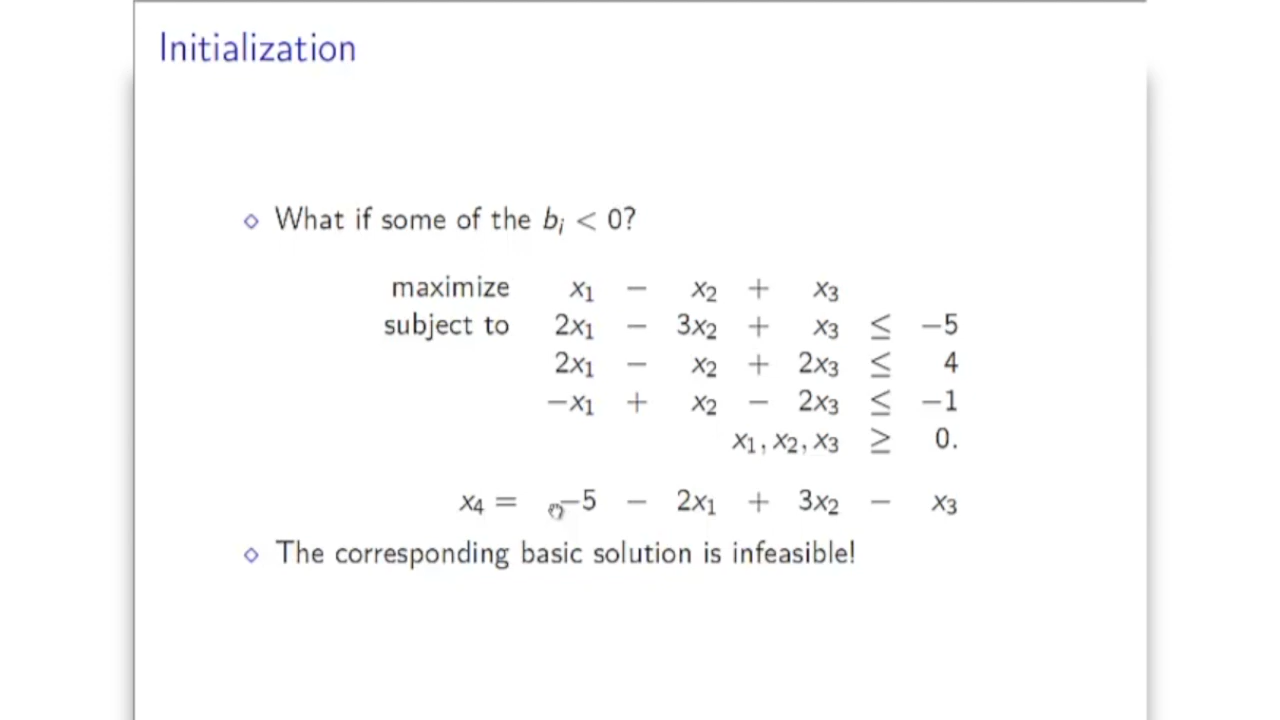 Initialization
◇ What if some of the bᵢ < 0?
maximize x₁ − x₂ + x₃
subject to 2x₁ − 3x₂ + x₃ ≤ −5
2x₁ − x₂ + 2x₃ ≤ 4
−x₁ + x₂ − 2x₃ ≤ −1
x₁, x₂, x₃ ≥ 0.
x₄ = −5 − 2x₁ + 3x₂ − x₃
◇ The corresponding basic solution is infeasible!